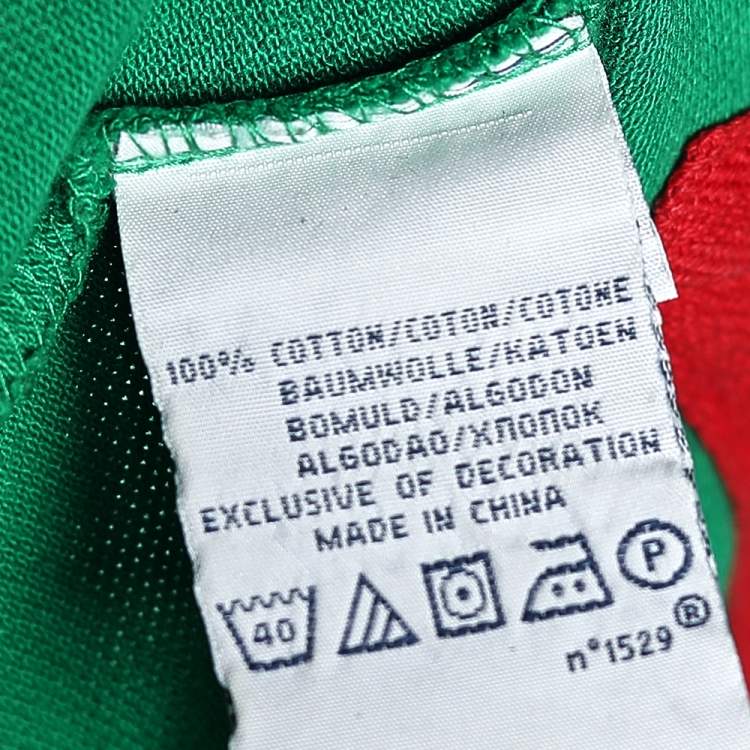 100% COTTON/COTON/COTONE
BAUMWOLLE/KATOEN
BOMULD/ALGODON
ALGODAO/ХЛОПОК
EXCLUSIVE OF DECORATION
MADE IN CHINA
40
P
n°1529®